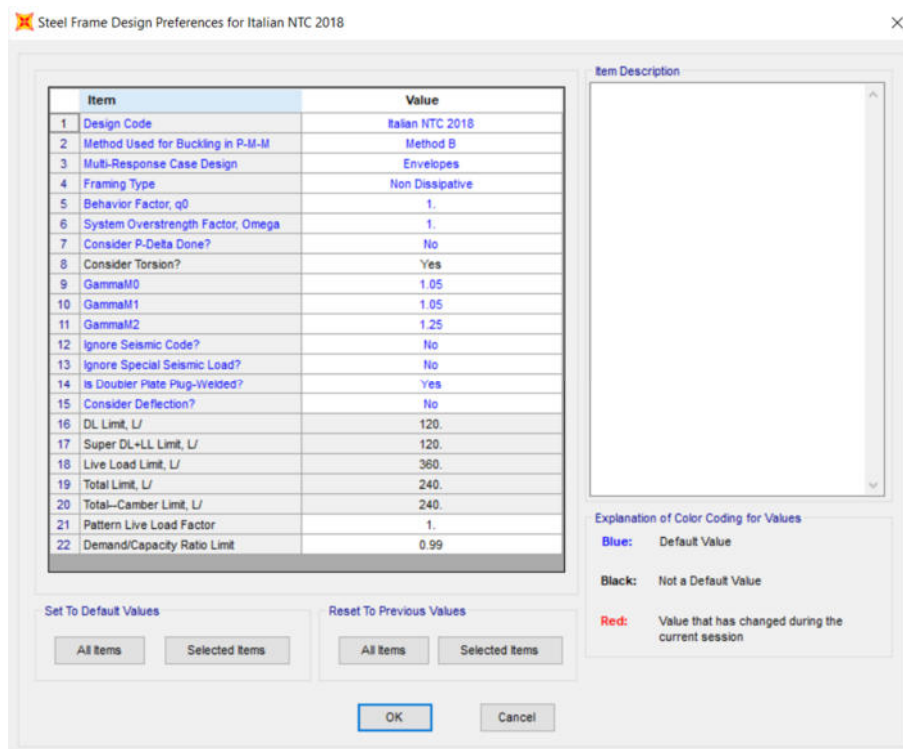 Steel Frame Design Preferences for Italian NTC 2018
Item Value
1 Design Code Italian NTC 2018
2 Method Used for Buckling in P-M-M Method B
3 Multi-Response Case Design Envelopes
4 Framing Type Non Dissipative
5 Behavior Factor, q0 1.
6 System Overstrength Factor, Omega 1.
7 Consider P-Delta Done? No
8 Consider Torsion? Yes
9 GammaM0 1.05
10 GammaM1 1.05
11 GammaM2 1.25
12 Ignore Seismic Code? No
13 Ignore Special Seismic Load? No
14 Is Doubler Plate Plug-Welded? Yes
15 Consider Deflection? No
16 DL Limit, L/ 120.
17 Super DL+LL Limit, L/ 120.
18 Live Load Limit, L/ 360.
19 Total Limit, L/ 240.
20 Total--Camber Limit, L/ 240.
21 Pattern Live Load Factor 1.
22 Demand/Capacity Ratio Limit 0.99
Set To Default Values
All Items Selected Items
Reset To Previous Values
All Items Selected Items
Item Description
Explanation of Color Coding for Values
Blue: Default Value
Black: Not a Default Value
Red: Value that has changed during the
current session
OK Cancel